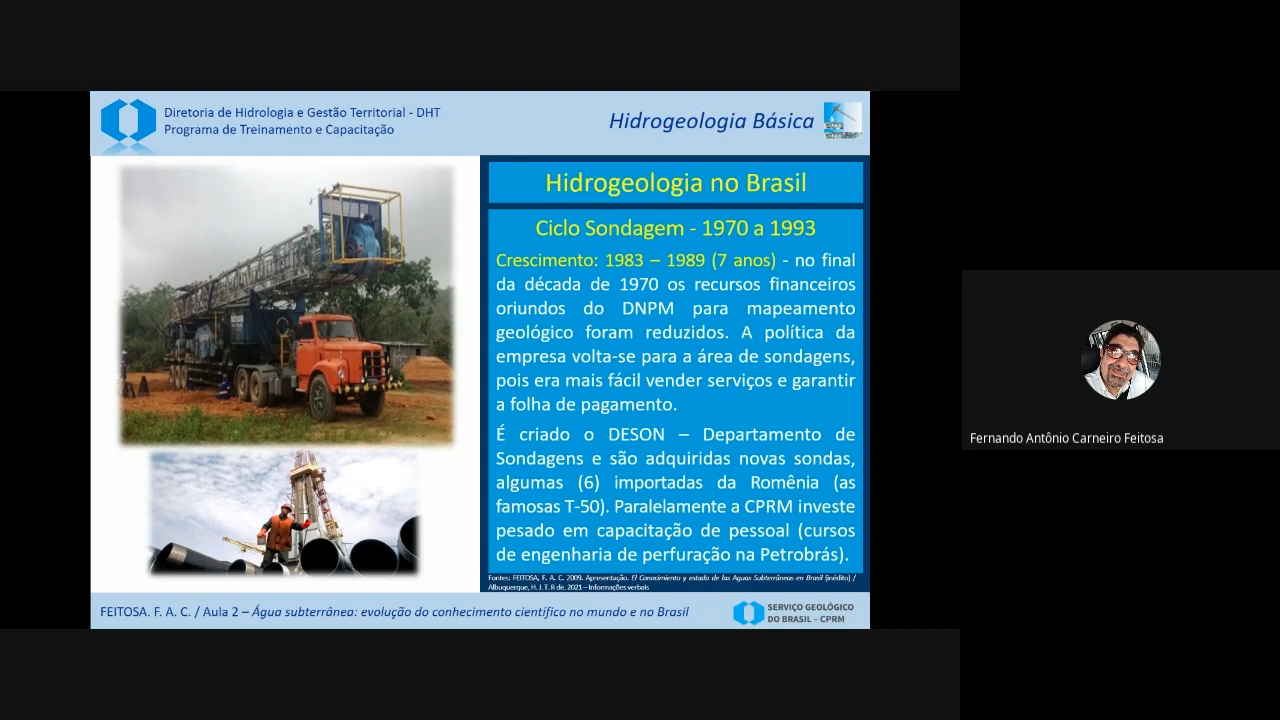 Diretoria de Hidrologia e Gestão Territorial - DHT
Programa de Treinamento e Capacitação
Hidrogeologia Básica
Hidrogeologia no Brasil
Ciclo Sondagem - 1970 a 1993
Crescimento: 1983 – 1989 (7 anos) - no final
da década de 1970 os recursos financeiros
oriundos do DNPM para mapeamento
geológico foram reduzidos. A política da
empresa volta-se para a área de sondagens,
pois era mais fácil vender serviços e garantir
a folha de pagamento.
É criado o DESON – Departamento de
Sondagens e são adquiridas novas sondas,
algumas (6) importadas da Romênia (as
famosas T-50). Paralelamente a CPRM investe
pesado em capacitação de pessoal (cursos
de engenharia de perfuração na Petrobrás).
Fontes: FEITOSA, F. A. C. 2009. Apresentação. El Conocimiento y estado de las Aguas Subterráneas en Brasil (inédito) /
Albuquerque, H. J. T. R de. 2021 – Informações verbais
FEITOSA. F. A. C. / Aula 2 – Água subterrânea: evolução do conhecimento científico no mundo e no Brasil
SERVIÇO GEOLÓGICO
DO BRASIL – CPRM
Fernando Antônio Carneiro Feitosa